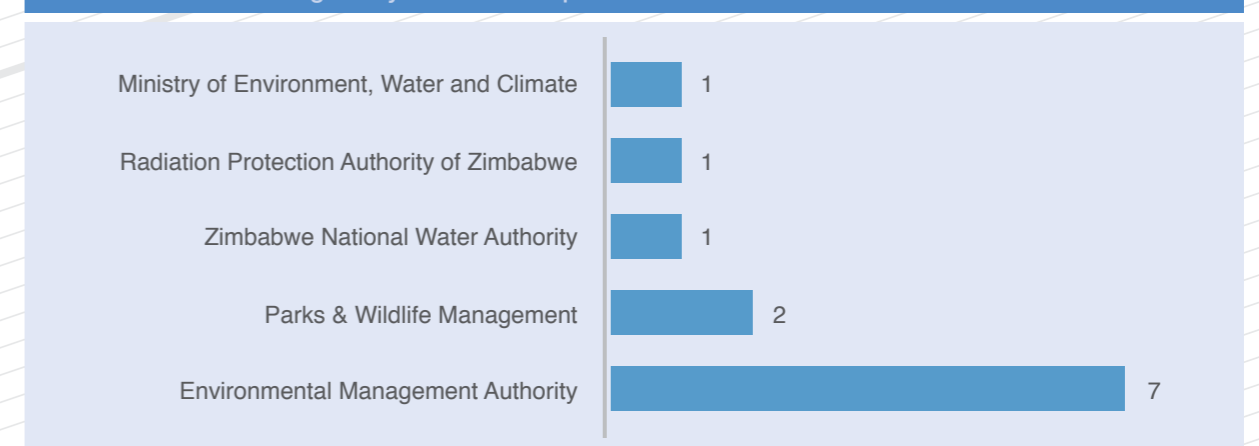 Ministry of Environment, Water and Climate 1
Radiation Protection Authority of Zimbabwe 1
Zimbabwe National Water Authority 1
Parks & Wildlife Management 2
Environmental Management Authority 7